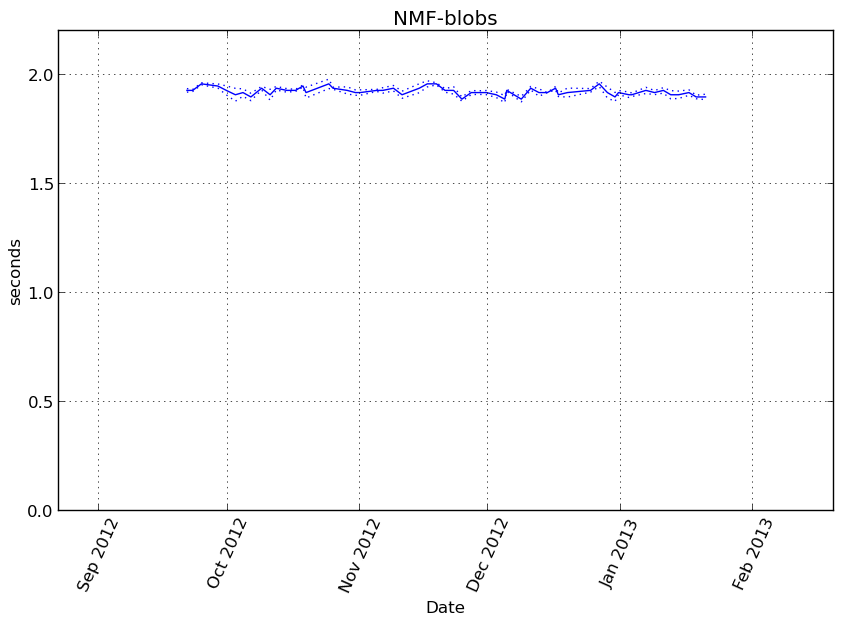 NMF-blobs
2.0
1.5
1.0
0.5
0.0
seconds
Sep 2012
Oct 2012
Nov 2012
Dec 2012
Jan 2013
Feb 2013
Date